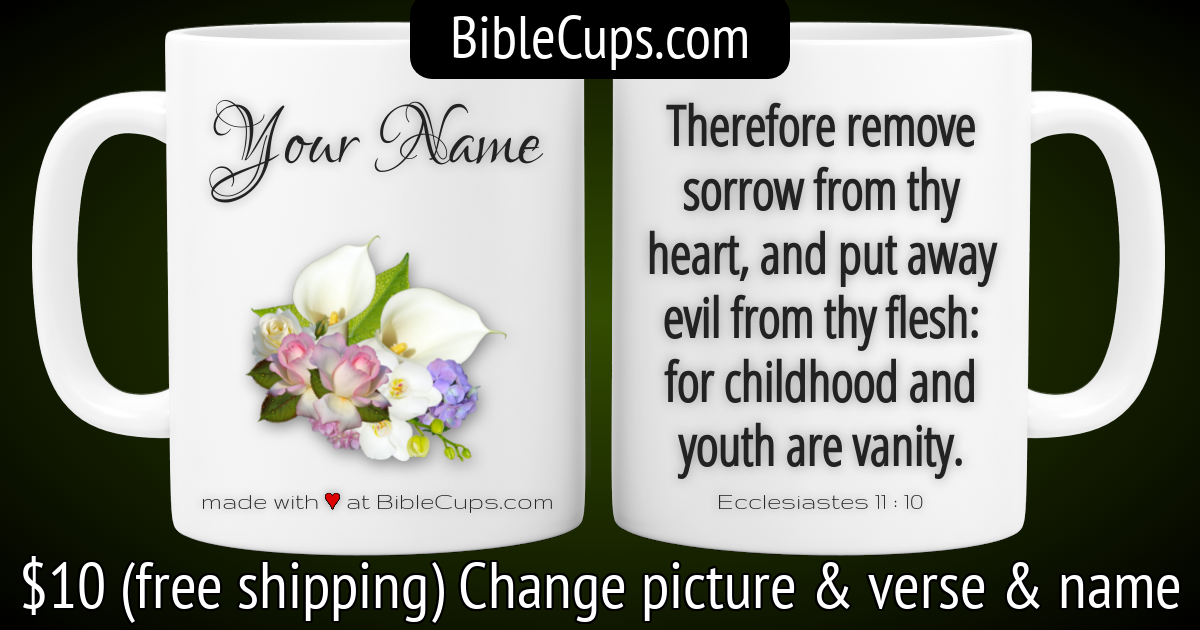 BibleCups.com
Your Name
made with ♥ at BibleCups.com
Therefore remove
sorrow from thy
heart, and put away
evil from thy flesh:
for childhood and
youth are vanity.
Ecclesiastes 11 : 10
$10 (free shipping) Change picture & verse & name